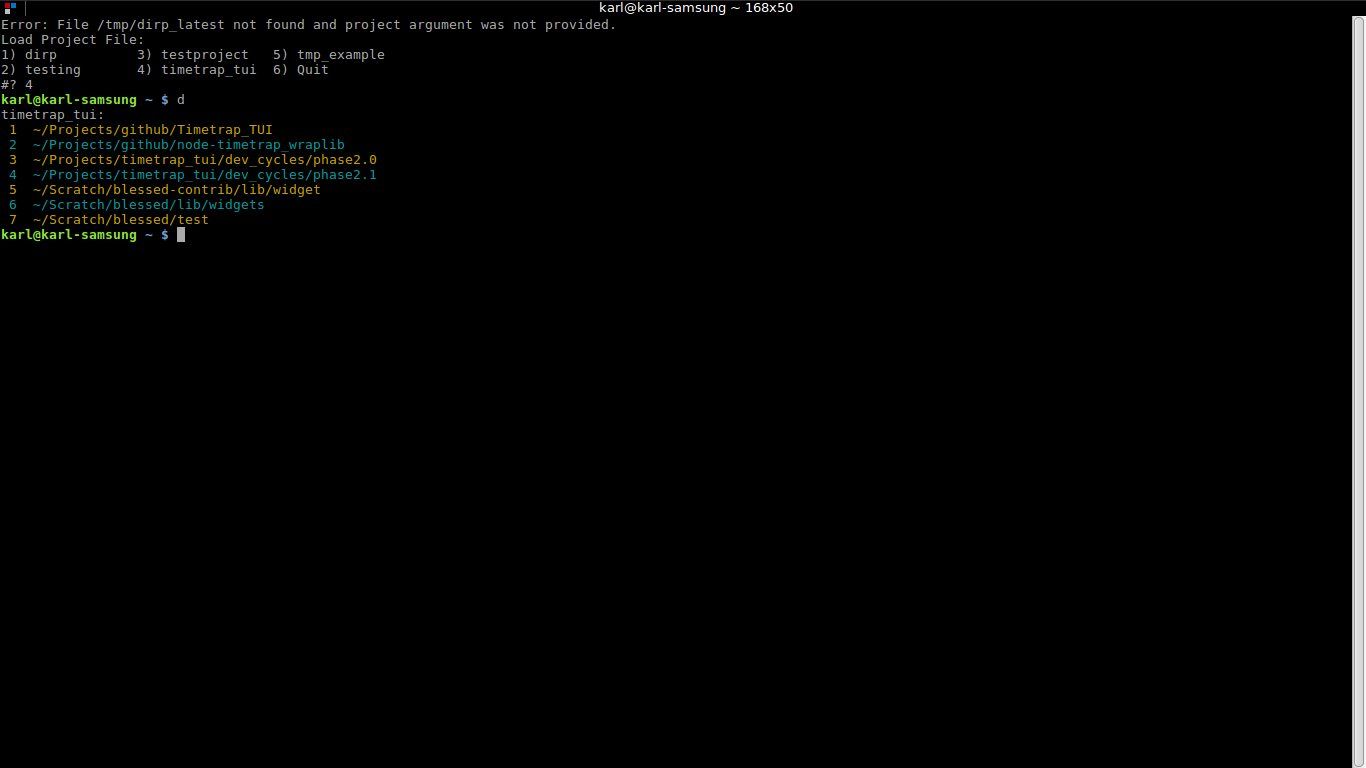 karl@karl-samsung ~ 168x50
Error: File /tmp/dirp_latest not found and project argument was not provided.
Load Project File:
1) dirp          3) testproject   5) tmp_example
2) testing       4) timetrap_tui  6) Quit
#? 4
karl@karl-samsung ~ $ d
timetrap_tui:
 1  ~/Projects/github/Timetrap_TUI
 2  ~/Projects/github/node-timetrap_wraplib
 3  ~/Projects/timetrap_tui/dev_cycles/phase2.0
 4  ~/Projects/timetrap_tui/dev_cycles/phase2.1
 5  ~/Scratch/blessed-contrib/lib/widget
 6  ~/Scratch/blessed/lib/widgets
 7  ~/Scratch/blessed/test
karl@karl-samsung ~ $